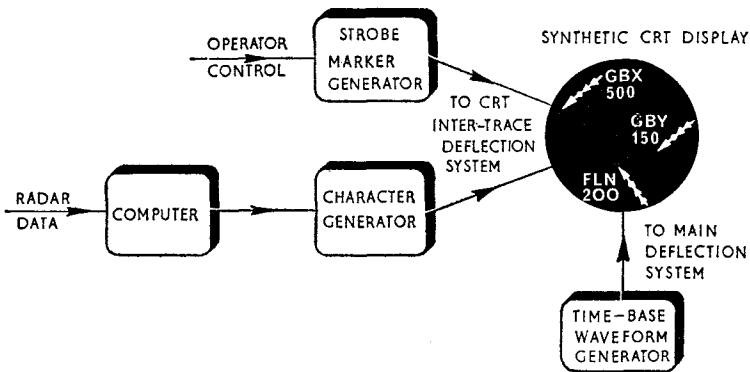 OPERATOR
CONTROL
STROBE
MARKER
GENERATOR
SYNTHETIC CRT DISPLAY
TO CRT
INTER-TRACE
DEFLECTION
SYSTEM
GBX
500
GBY
150
FLN
200
RADAR
DATA
COMPUTER
CHARACTER
GENERATOR
TO MAIN
DEFLECTION
SYSTEM
TIME-BASE
WAVEFORM
GENERATOR